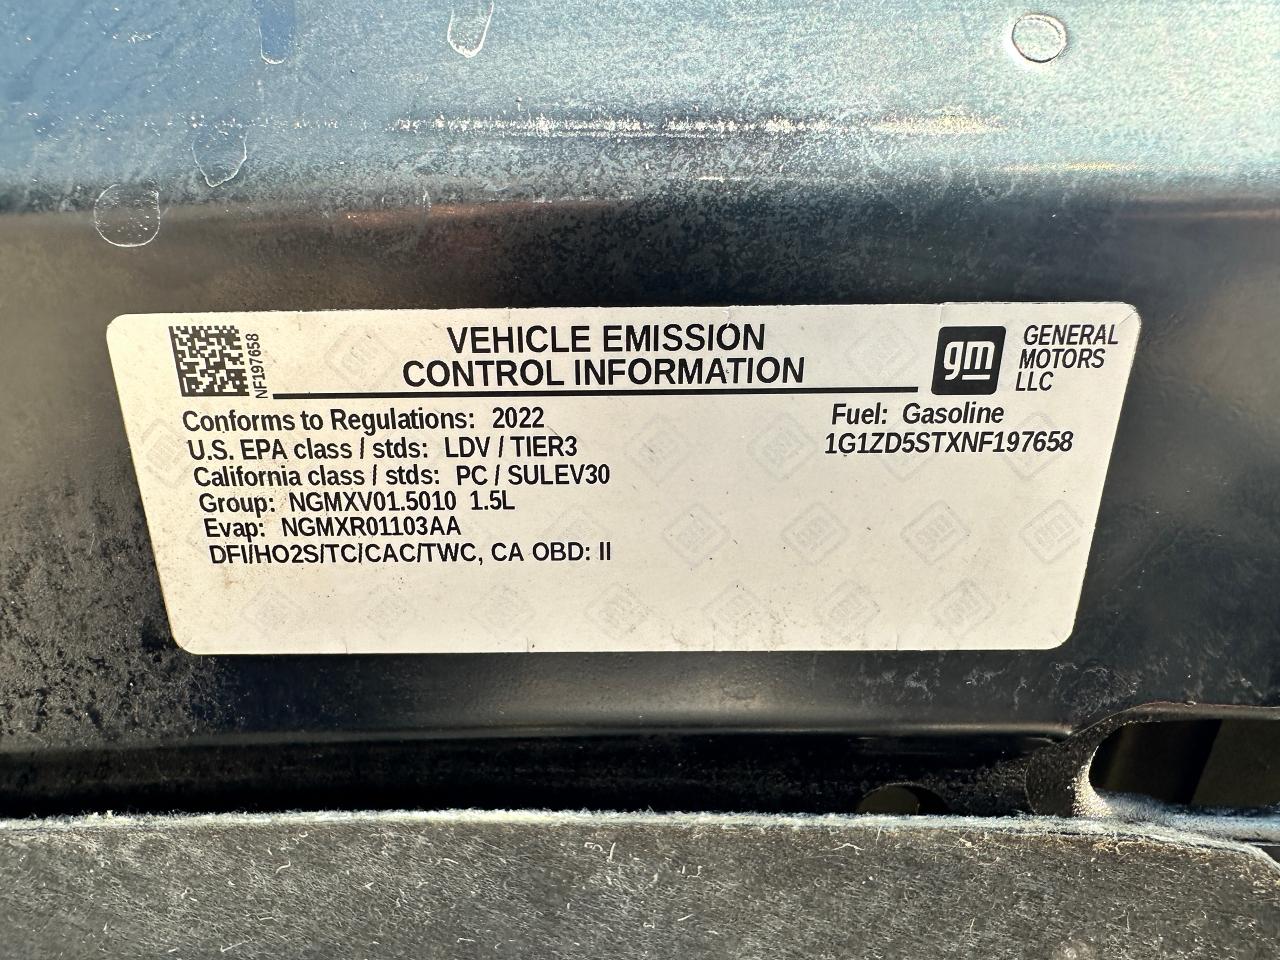 NF197658
VEHICLE EMISSION
CONTROL INFORMATION
gm
GENERAL
MOTORS
LLC
Conforms to Regulations: 2022
U.S. EPA class / stds: LDV / TIER3
California class / stds: PC / SULEV30
Group: NGMXV01.5010 1.5L
Evap: NGMXR01103AA
DFI/HO2S/TC/CAC/TWC, CA OBD: II
Fuel: Gasoline
1G1ZD5STXNF197658